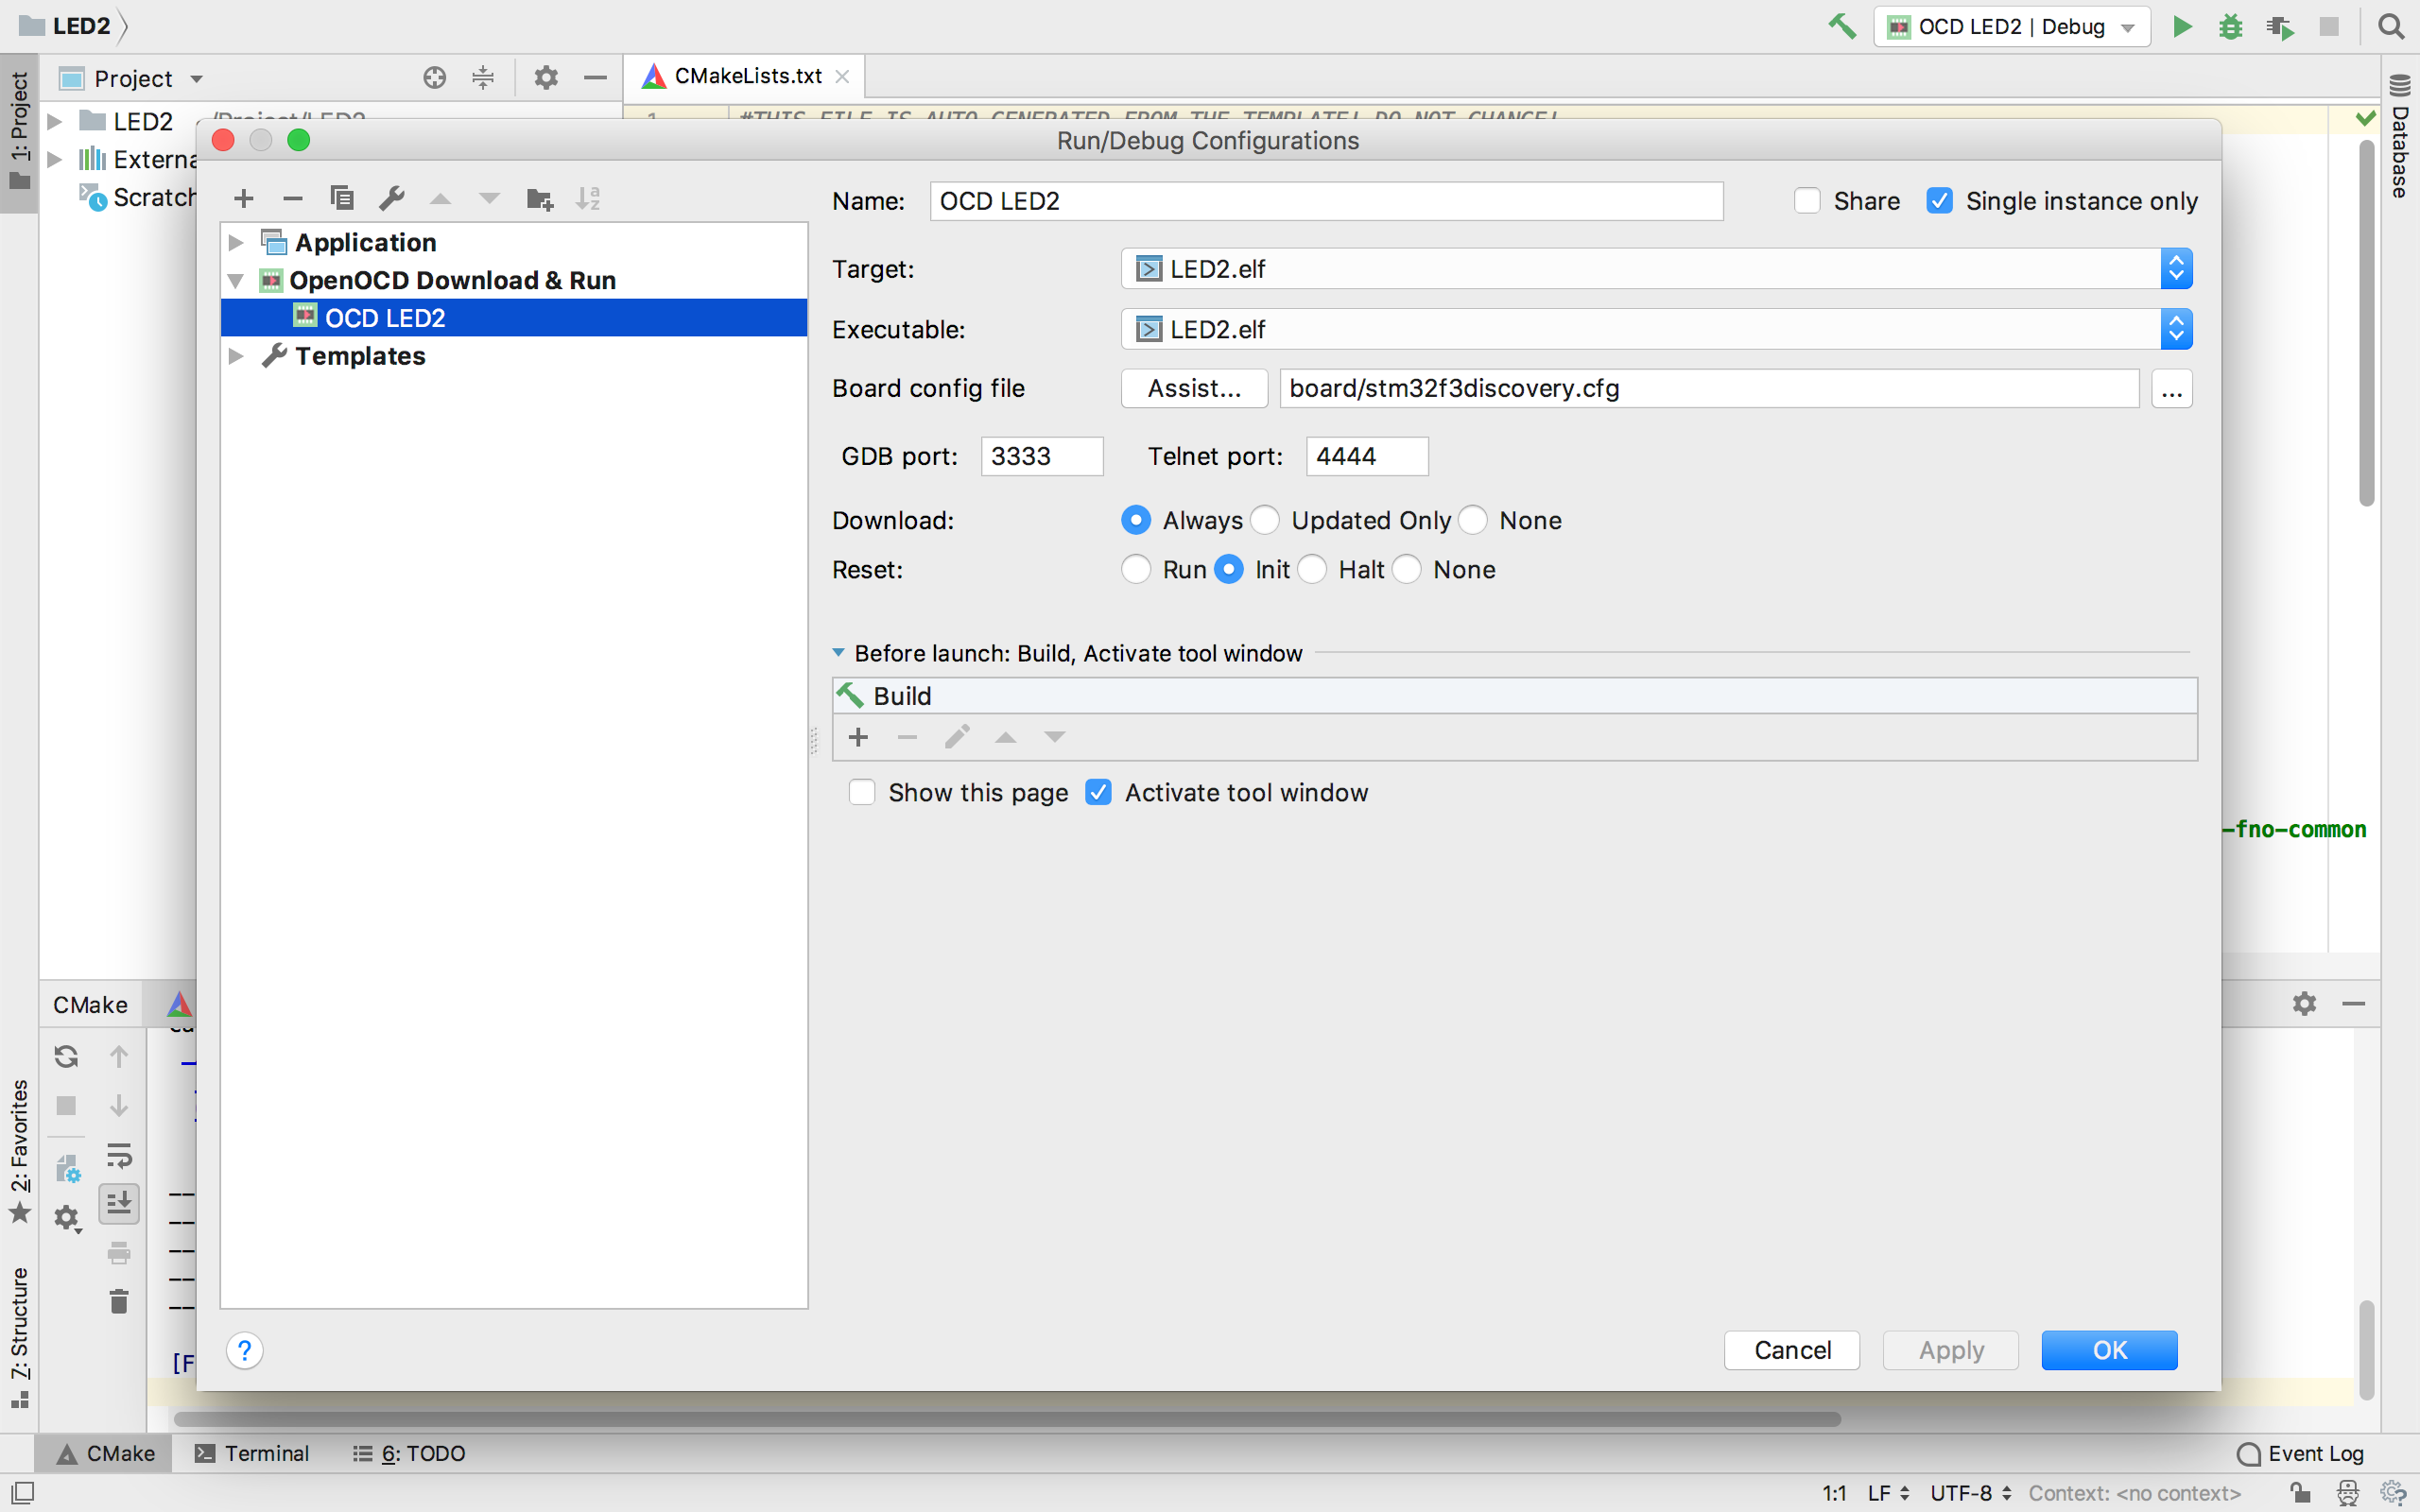 LED2
OCD LED2 | Debug
1: Project
Project
CMakeLists.txt
Database
LED2
1 #THIS FILE IS AUTO GENERATED FROM THE TEMPLATE! DO NOT CHANGE!
Externa
Scratch
Run/Debug Configurations
Name: OCD LED2
Share
Single instance only
Application
OpenOCD Download & Run
OCD LED2
Templates
Target: LED2.elf
Executable: LED2.elf
Board config file Assist... board/stm32f3discovery.cfg ...
GDB port: 3333 Telnet port: 4444
Download: Always Updated Only None
Reset: Run Init Halt None
Before launch: Build, Activate tool window
Build
Show this page Activate tool window
-fno-common
CMake
2: Favorites
7: Structure
--
--
--
--
--
[F
? Cancel Apply OK
CMake Terminal 6: TODO Event Log
1:1 LF UTF-8 Context: <no context>